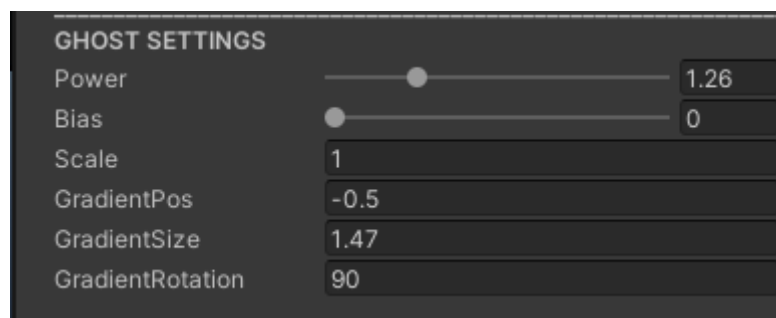 GHOST SETTINGS
Power 1.26
Bias 0
Scale 1
GradientPos -0.5
GradientSize 1.47
GradientRotation 90